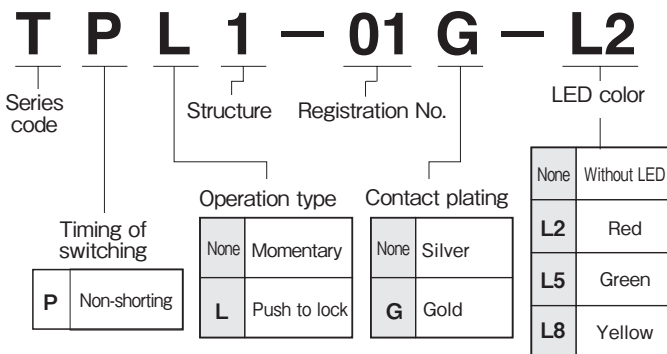 T P L 1 — 01 G — L2
Series
code
Structure
Registration No.
LED color
Timing of
switching
P Non-shorting
Operation type
None Momentary
L Push to lock
Contact plating
None Silver
G Gold
None Without LED
L2 Red
L5 Green
L8 Yellow